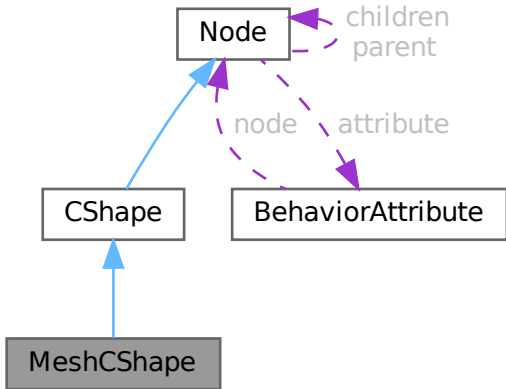 Node
children
parent
node
attribute
CShape
BehaviorAttribute
MeshCShape